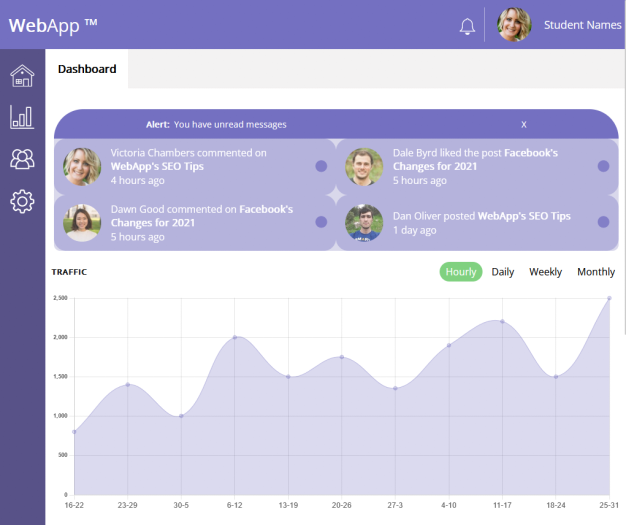 WebApp ™
Student Names
Dashboard
Alert: You have unread messages
X
Victoria Chambers commented on
WebApp's SEO Tips
4 hours ago
Dale Byrd liked the post Facebook's
Changes for 2021
5 hours ago
Dawn Good commented on Facebook's
Changes for 2021
5 hours ago
Dan Oliver posted WebApp's SEO Tips
1 day ago
TRAFFIC
Hourly Daily Weekly Monthly
2,500
2,000
1,500
1,000
500
0
16-22 23-29 30-5 6-12 13-19 20-26 27-3 4-10 11-17 18-24 25-31